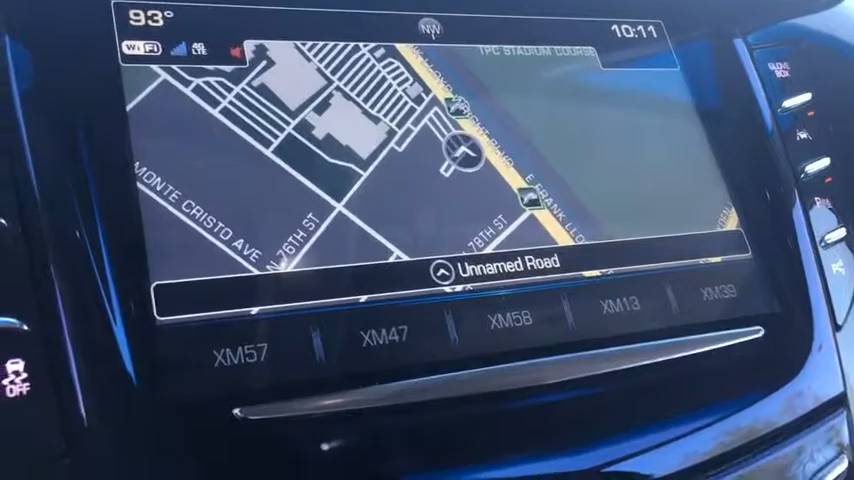 93°
NW
10:11
WiFi
4G
LTE
TPC STADIUM COURSE
GLOVE
BOX
E FRANK LLO
MONTE CRISTO AVE
N 76TH ST
78TH ST
Unnamed Road
XM57
XM47
XM58
XM13
XM39
OFF